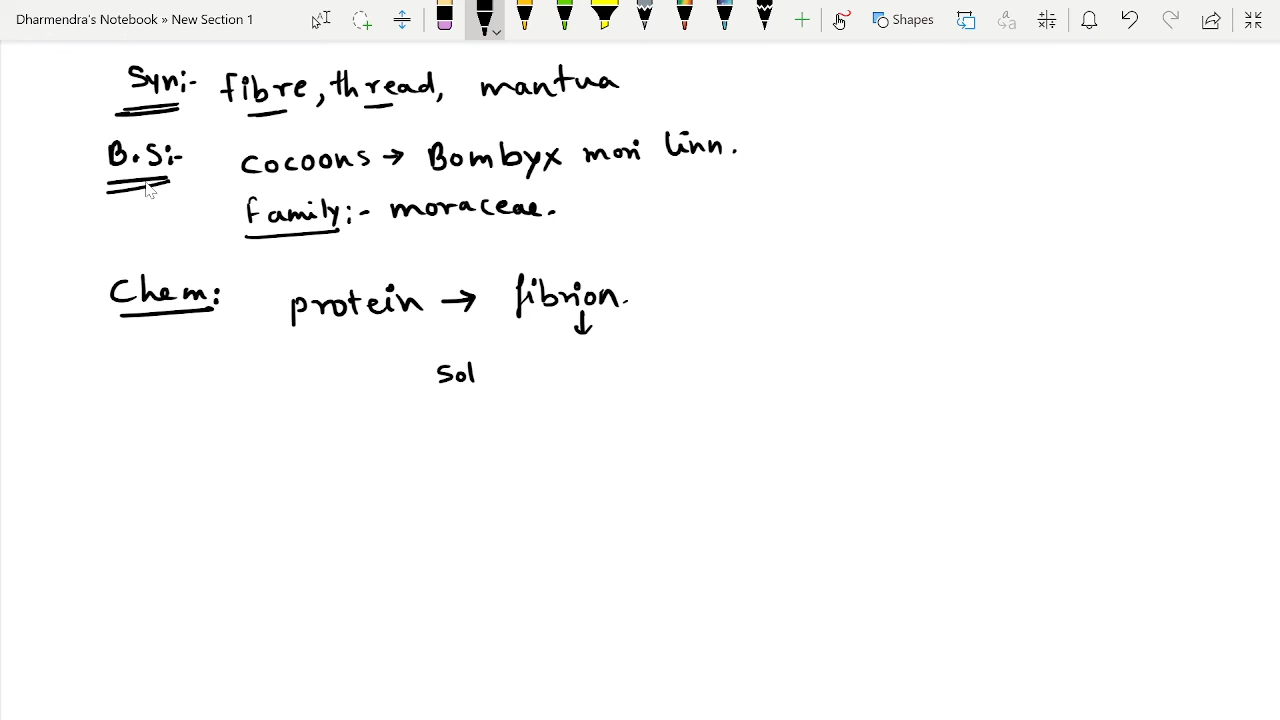 Dharmendra's Notebook » New Section 1
Shapes
Syn:- fibre, thread, mantua
B.S:- cocoons → Bombyx mori linn.
family:- moraceae.
Chem: protein → fibrion.
↓
sol